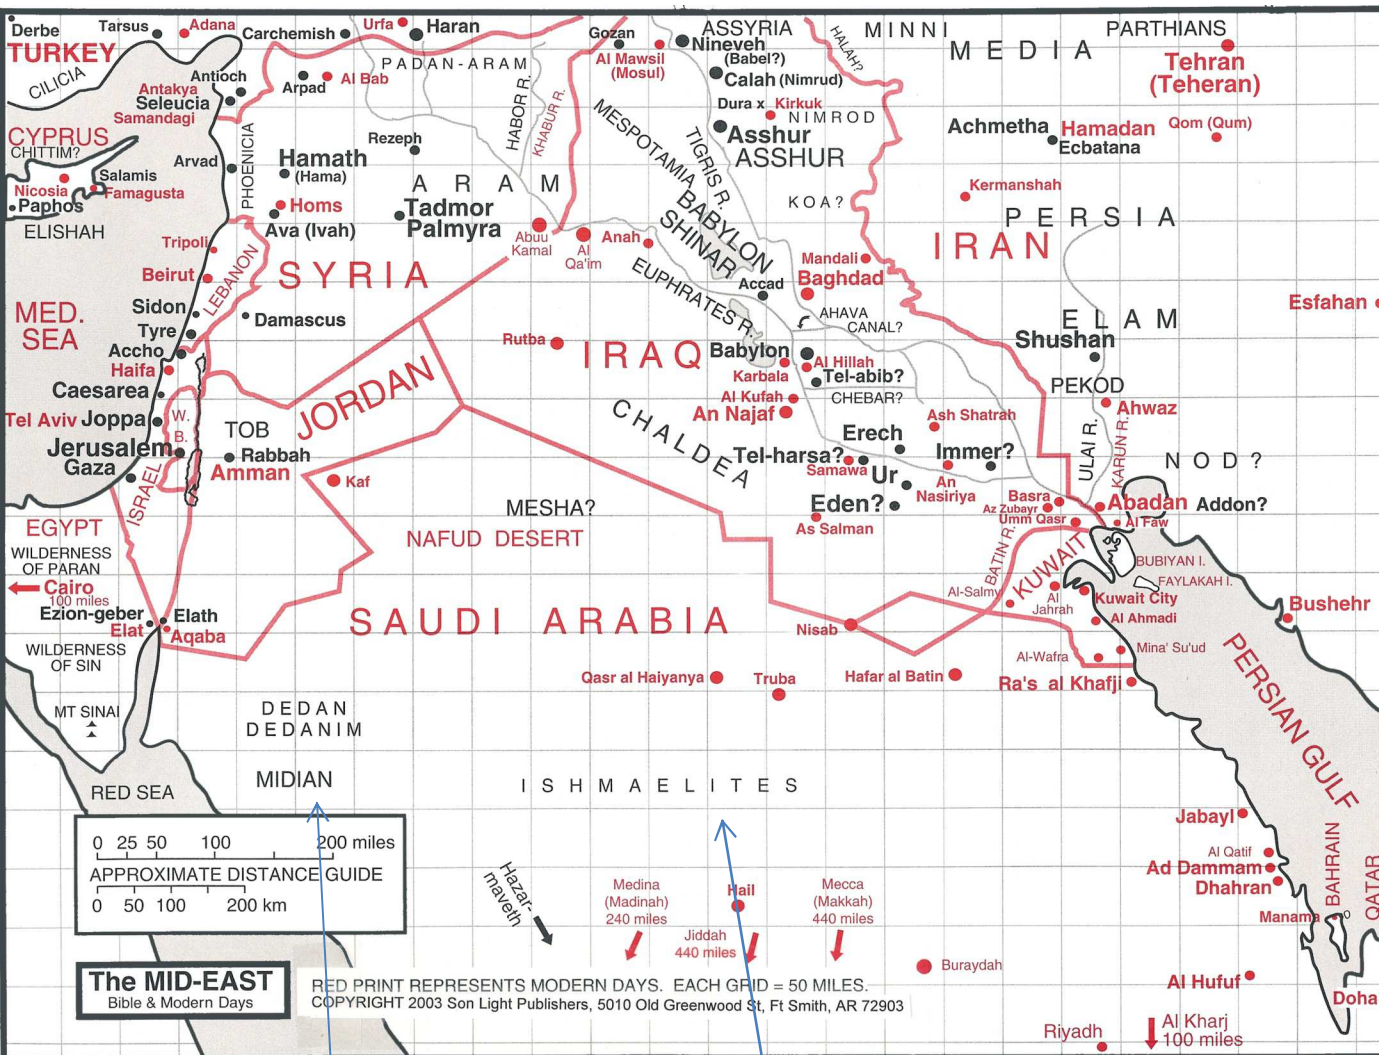 Derbe
Tarsus
Adana
Carchemish
Urfa
Haran
Gozan
ASSYRIA
Nineveh
(Babel?)
Al Mawsil
(Mosul)
Calah (Nimrud)
HALAH?
MINNI
MEDIA
PARTHIANS
Tehran
(Teheran)
TURKEY
CILICIA
Antioch
Antakya
Seleucia
Samandagi
Arpad
Al Bab
PADAN-ARAM
HABOR R.
KHABUR R.
Dura x
Kirkuk
NIMROD
Asshur
ASSHUR
MESPOTAMIA
TIGRIS R.
Achmetha
Hamadan
Ecbatana
Qom (Qum)
CYPRUS
CHITTIM?
Nicosia
Salamis
Famagusta
Paphos
ELISHAH
Arvad
PHOENICIA
Hamath
(Hama)
Rezeph
ARAM
Homs
Ava (Ivah)
Tadmor
Palmyra
KOA?
Kermanshah
PERSIA
IRAN
Tripoli
Beirut
LEBANON
SYRIA
Abuu
Kamal
Al
Qa'im
Anah
BABYLON
SHINAR
EUPHRATES R.
Accad
Mandali
Baghdad
Esfahan
MED.
SEA
Sidon
Tyre
Damascus
Accho
Haifa
Caesarea
Rutba
IRAQ
AHAVA
CANAL?
Babylon
Al Hillah
Karbala
Tel-abib?
Al Kufah
An Najaf
CHEBAR?
ELAM
Shushan
PEKOD
Ahwaz
Tel Aviv
Joppa
W.
B.
Jerusalem
Gaza
TOB
Rabbah
Amman
JORDAN
Kaf
CHALDEA
Ash Shatrah
Erech
Tel-harsa?
Samawa
Ur
Immer?
An
Nasiriya
Eden?
As Salman
ULAI R.
KARUN R.
NOD?
Basra
Az Zubayr
Umm Qasr
Abadan
Al Faw
Addon?
ISRAEL
EGYPT
WILDERNESS
OF PARAN
Cairo
100 miles
Ezion-geber
Elath
Elat
Aqaba
WILDERNESS
OF SIN
MESHA?
NAFUD DESERT
SAUDI ARABIA
BATIN R.
KUWAIT
BUBIYAN I.
FAYLAKAH I.
Al-Salmy
Al
Jahrah
Kuwait City
Al Ahmadi
Bushehr
Nisab
Al-Wafra
Mina' Su'ud
Qasr al Haiyanya
Truba
Hafar al Batin
Ra's al Khafji
PERSIAN GULF
MT SINAI
DEDAN
DEDANIM
RED SEA
MIDIAN
ISHMAELITES
0 25 50 100 200 miles
APPROXIMATE DISTANCE GUIDE
0 50 100 200 km
Hazar-
maveth
Medina
(Madinah)
240 miles
Hail
Jiddah
440 miles
Mecca
(Makkah)
440 miles
Jabayl
Al Qatif
Ad Dammam
Dhahran
BAHRAIN
QATAR
Manama
Buraydah
Al Hufuf
Doha
Riyadh
Al Kharj
100 miles
The MID-EAST
Bible & Modern Days
RED PRINT REPRESENTS MODERN DAYS. EACH GRID = 50 MILES.
COPYRIGHT 2003 Son Light Publishers, 5010 Old Greenwood St, Ft Smith, AR 72903